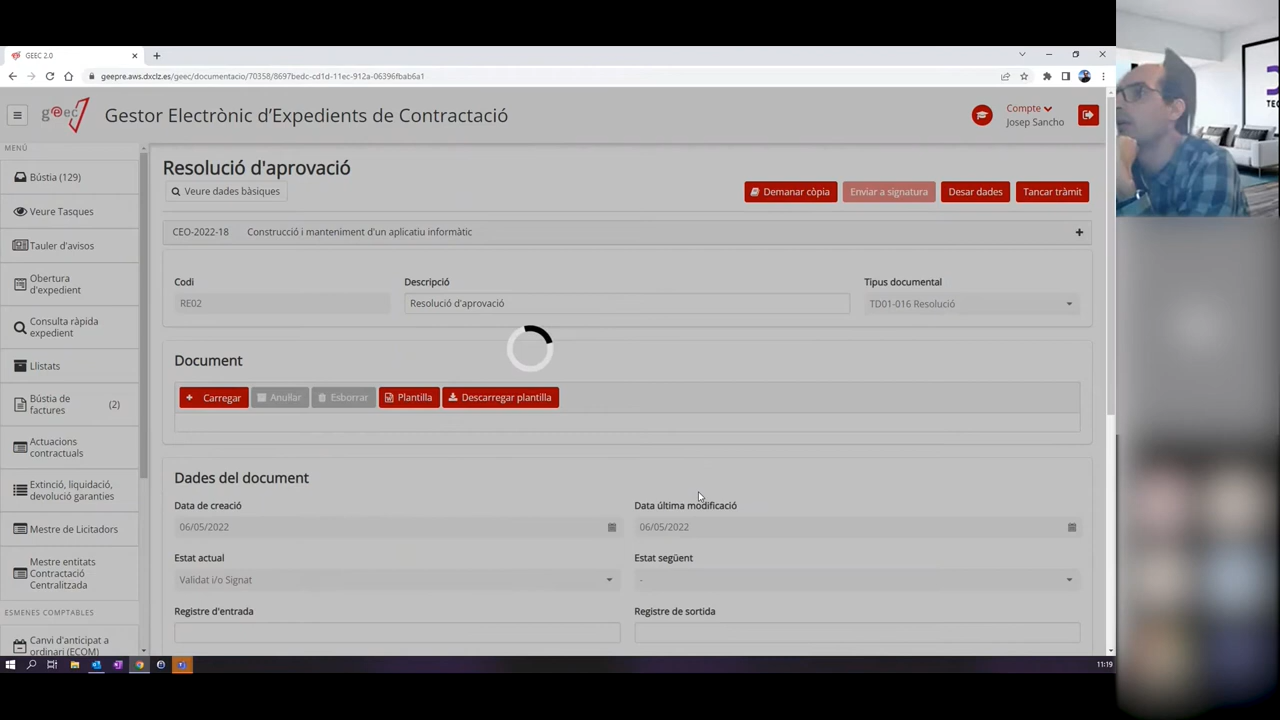 GEEC 2.0
geepre.aws.dxclz.es/geec/documentacio/70358/8697bedc-cd1d-11ec-912a-06396fbab6a1
geec
Gestor Electrònic d'Expedients de Contractació
Compte
Josep Sancho
MENÚ
Bústia (129)
Veure Tasques
Tauler d'avisos
Obertura
d'expedient
Consulta ràpida
expedient
Llistats
Bústia de
factures
(2)
Actuacions
contractuals
Extinció, liquidació,
devolució garanties
Mestre de Licitadors
Mestre entitats
Contractació
Centralitzada
ESMENES COMPTABLES
Canvi d'anticipat a
ordinari (ECOM)
Resolució d'aprovació
Veure dades bàsiques
Demanar còpia
Enviar a signatura
Desar dades
Tancar tràmit
CEO-2022-18 Construcció i manteniment d'un aplicatiu informàtic
Codi
Descripció
Tipus documental
RE02
Resolució d'aprovació
TD01-016 Resolució
Document
Carregar
Anul·lar
Esborrar
Plantilla
Descarregar plantilla
Dades del document
Data de creació
Data última modificació
06/05/2022
06/05/2022
Estat actual
Estat següent
Validat i/o Signat
-
Registre d'entrada
Registre de sortida
11:19